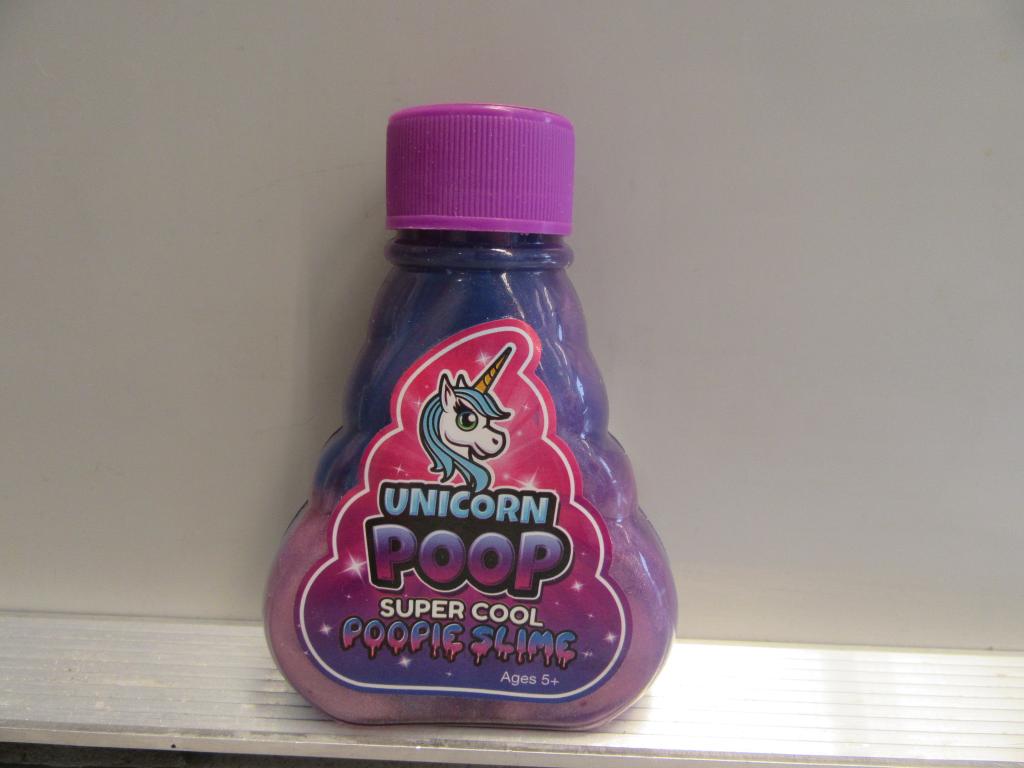 UNICORN
POOP
SUPER COOL
POOPIE SLIME
Ages 5+